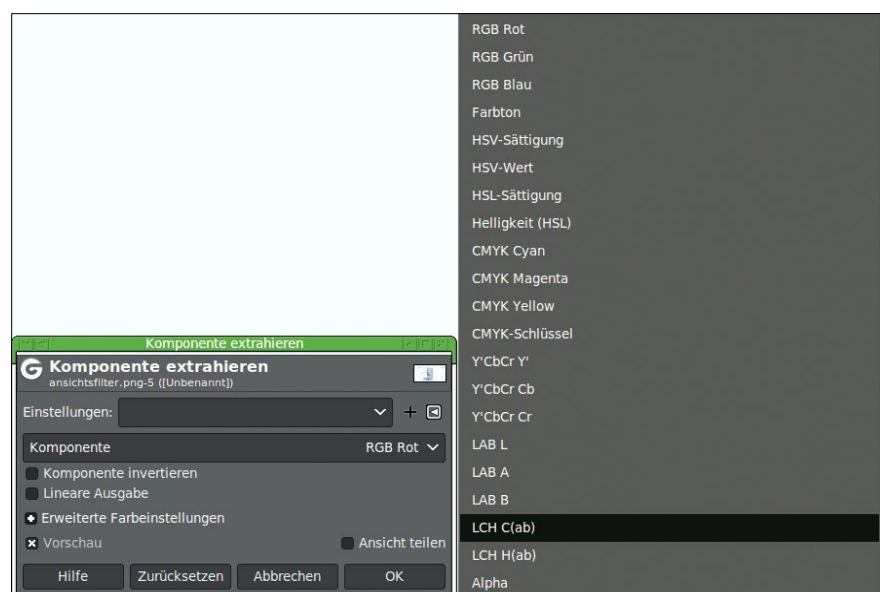 Komponente extrahieren
Komponente extrahieren
ansichtsfilter.png-5 ([Unbenannt])
Einstellungen:
Komponente RGB Rot
Komponente invertieren
Lineare Ausgabe
Erweiterte Farbeinstellungen
Vorschau Ansicht teilen
Hilfe Zurücksetzen Abbrechen OK
RGB Rot
RGB Grün
RGB Blau
Farbton
HSV-Sättigung
HSV-Wert
HSL-Sättigung
Helligkeit (HSL)
CMYK Cyan
CMYK Magenta
CMYK Yellow
CMYK-Schlüssel
Y'CbCr Y'
Y'CbCr Cb
Y'CbCr Cr
LAB L
LAB A
LAB B
LCH C(ab)
LCH H(ab)
Alpha